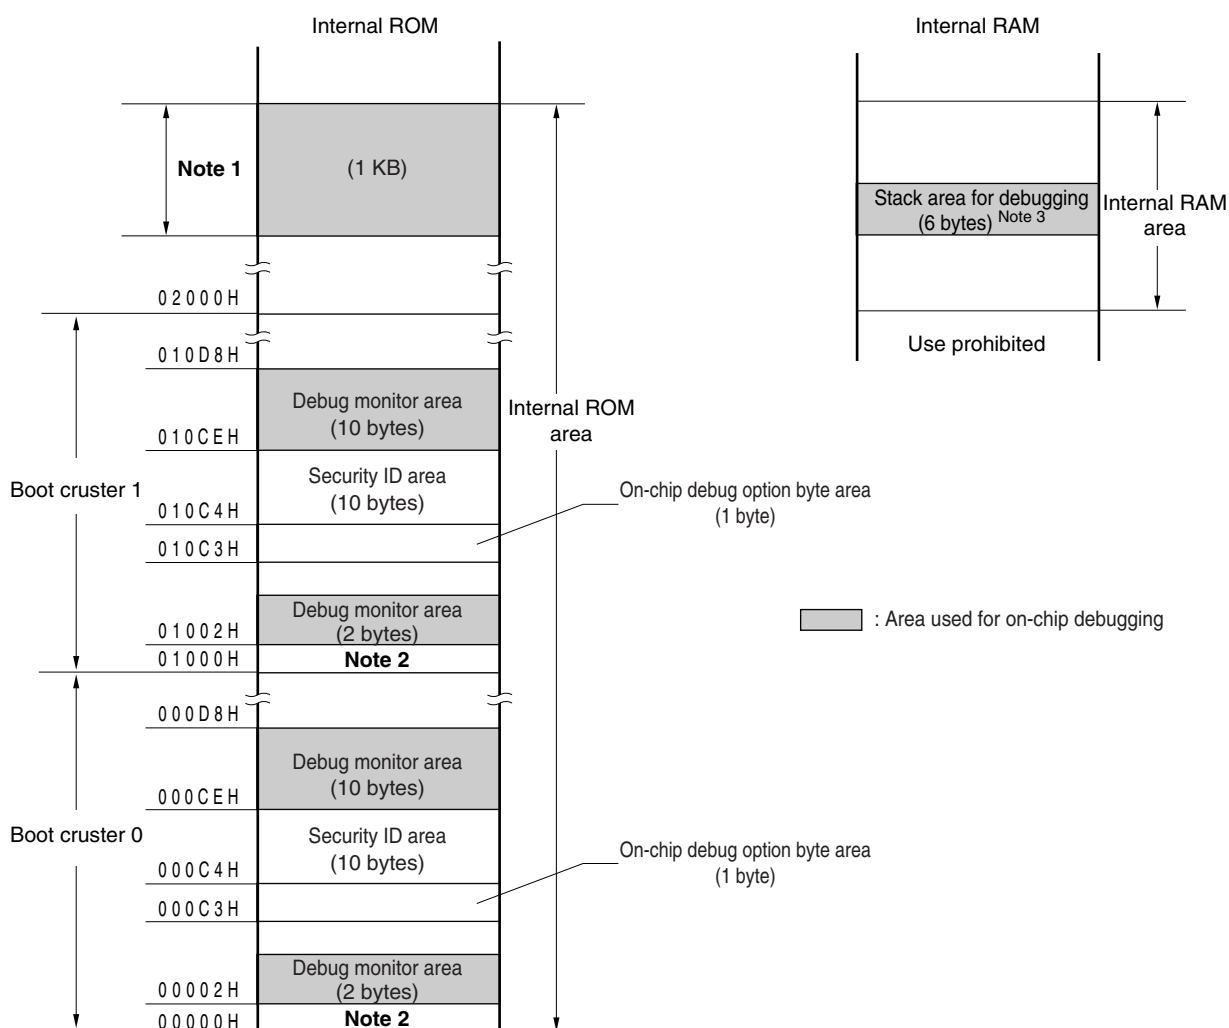 Internal ROM
Internal RAM
Note 1
(1 KB)
Stack area for debugging
(6 bytes) Note 3
Internal RAM
area
02000H
Use prohibited
010D8H
Debug monitor area
(10 bytes)
Internal ROM
area
010CEH
Boot cruster 1
Security ID area
(10 bytes)
On-chip debug option byte area
(1 byte)
010C4H
010C3H
Debug monitor area
(2 bytes)
: Area used for on-chip debugging
01002H
01000H
Note 2
000D8H
Debug monitor area
(10 bytes)
000CEH
Boot cruster 0
Security ID area
(10 bytes)
On-chip debug option byte area
(1 byte)
000C4H
000C3H
Debug monitor area
(2 bytes)
00002H
00000H
Note 2